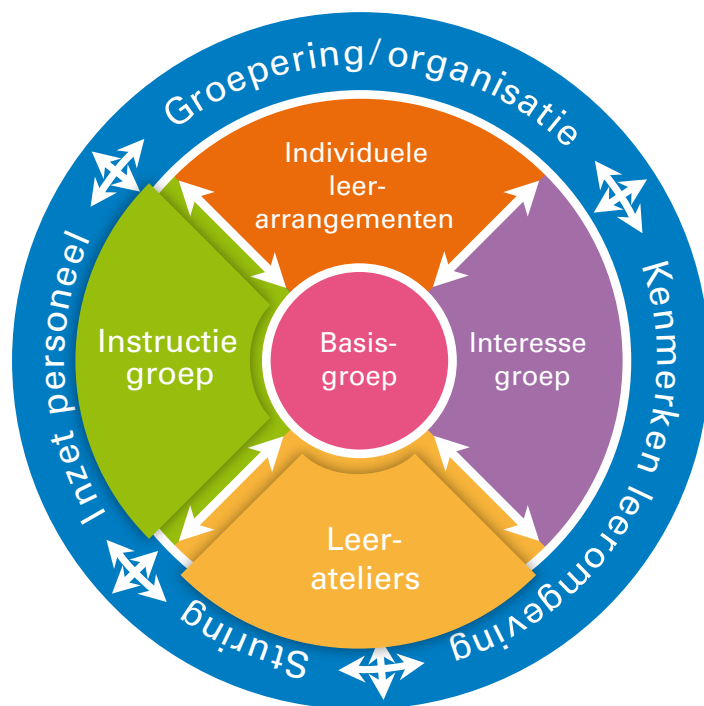 Groepering/organisatie
Individuele
leer-
arrangementen
Kenmerken leeromgeving
Inzet personeel
Instructie
groep
Basis-
groep
Interesse
groep
Leer-
ateliers
Sturing